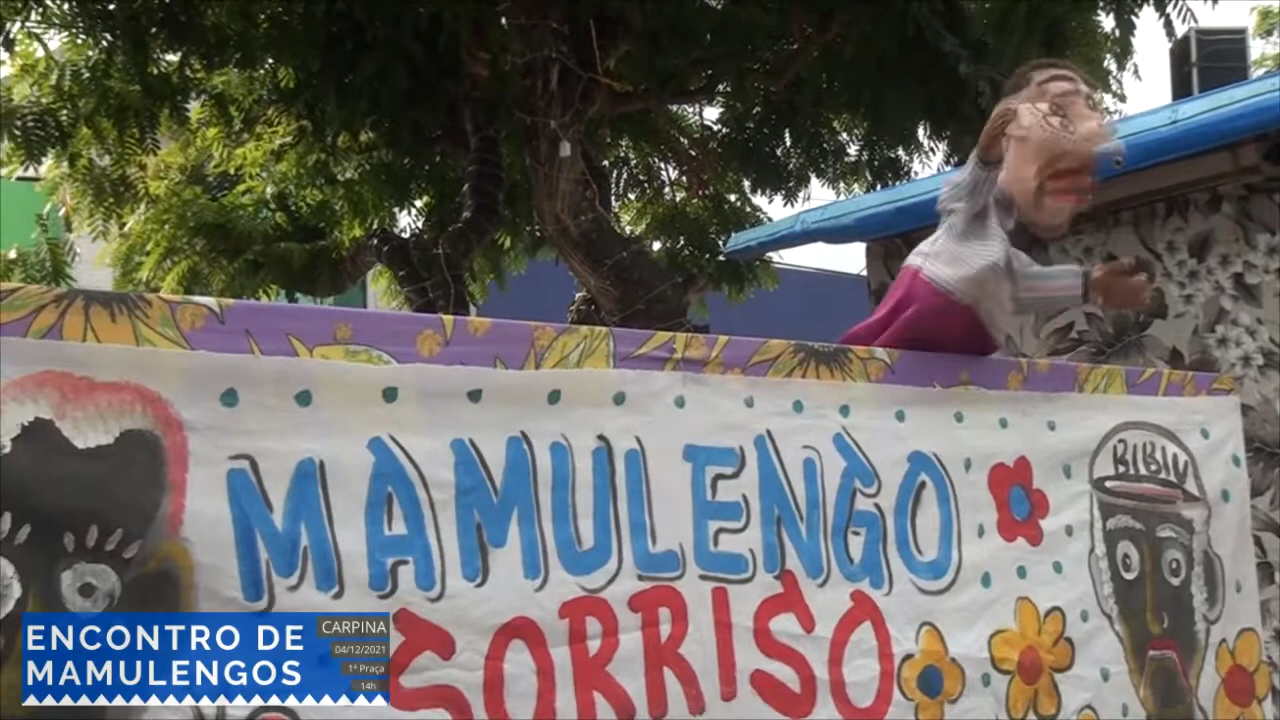 MAMULENGO
SORRISO
BIBIU
ENCONTRO DE
MAMULENGOS
CARPINA
04/12/2021
1ª Praça
14h